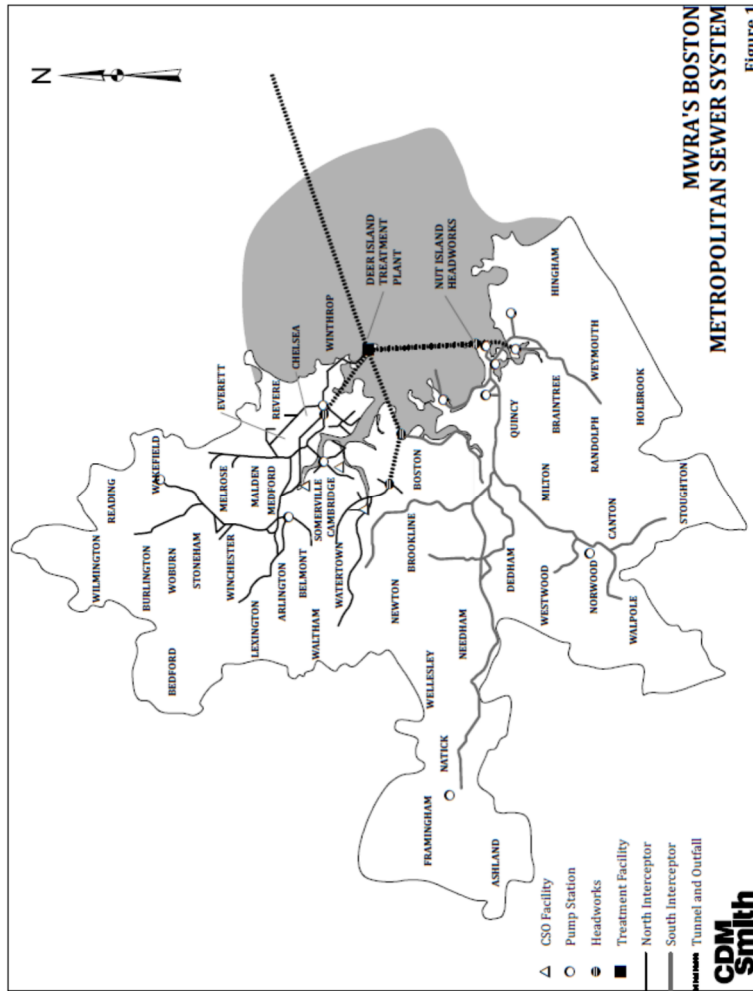 N
WILMINGTON
READING
WAKEFIELD
BURLINGTON
WOBURN
STONEHAM
WINCHESTER
MELROSE
MALDEN
MEDFORD
EVERETT
REVERE
CHELSEA
WINTHROP
BEDFORD
LEXINGTON
ARLINGTON
BELMONT
WALTHAM
SOMERVILLE
CAMBRIDGE
WATERTOWN
DEER ISLAND
TREATMENT
PLANT
NUT ISLAND
HEADWORKS
NEWTON
BROOKLINE
BOSTON
FRAMINGHAM
NATICK
WELLESLEY
NEEDHAM
ASHLAND
DEDHAM
WESTWOOD
NORWOOD
WALPOLE
MILTON
QUINCY
BRAINTREE
RANDOLPH
WEYMOUTH
HINGHAM
HOLBROOK
CANTON
STOUGHTON
CSO Facility
Pump Station
Headworks
Treatment Facility
North Interceptor
South Interceptor
Tunnel and Outfall
CDM
Smith
MWRA'S BOSTON
METROPOLITAN SEWER SYSTEM
Figure 1